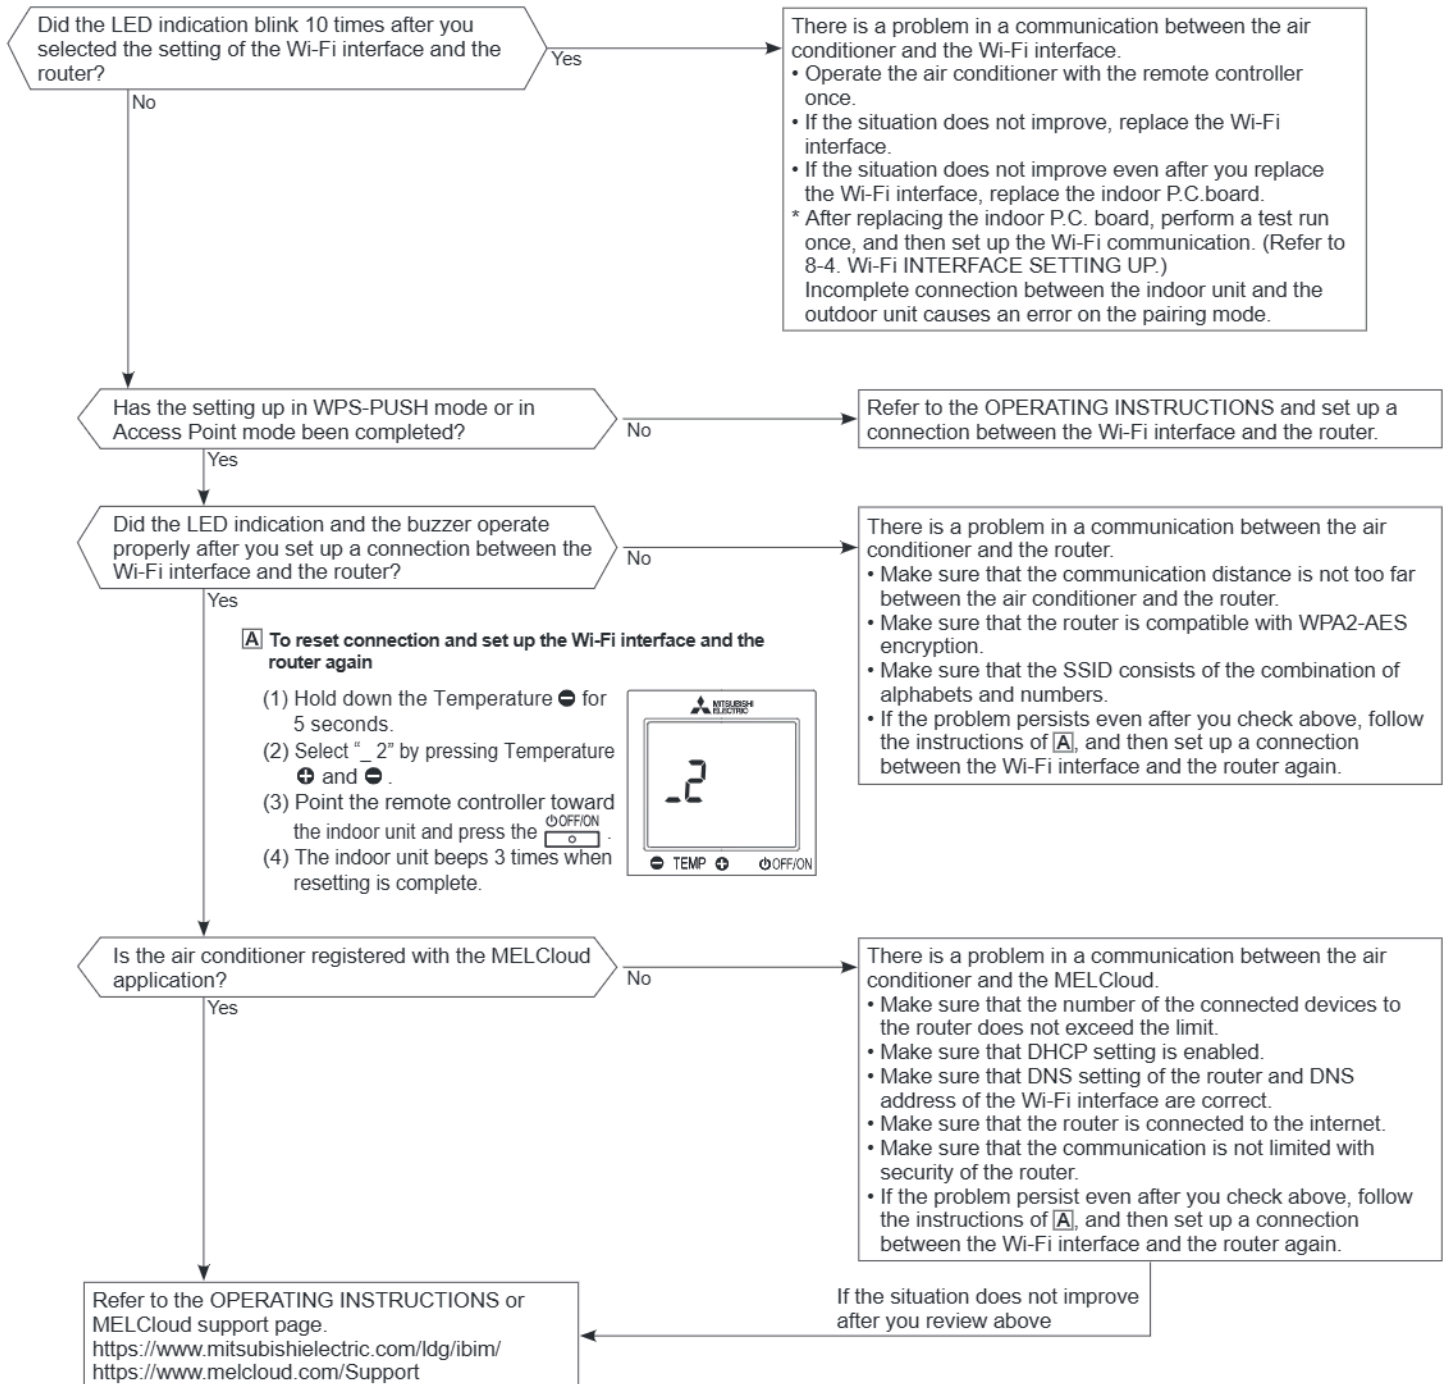 Did the LED indication blink 10 times after you
selected the setting of the Wi-Fi interface and the
router?
Yes
No
There is a problem in a communication between the air
conditioner and the Wi-Fi interface.
• Operate the air conditioner with the remote controller
once.
• If the situation does not improve, replace the Wi-Fi
interface.
• If the situation does not improve even after you replace
the Wi-Fi interface, replace the indoor P.C.board.
* After replacing the indoor P.C. board, perform a test run
once, and then set up the Wi-Fi communication. (Refer to
8-4. Wi-Fi INTERFACE SETTING UP.)
Incomplete connection between the indoor unit and the
outdoor unit causes an error on the pairing mode.
Has the setting up in WPS-PUSH mode or in
Access Point mode been completed?
No
Yes
Refer to the OPERATING INSTRUCTIONS and set up a
connection between the Wi-Fi interface and the router.
Did the LED indication and the buzzer operate
properly after you set up a connection between the
Wi-Fi interface and the router?
No
Yes
There is a problem in a communication between the air
conditioner and the router.
• Make sure that the communication distance is not too far
between the air conditioner and the router.
• Make sure that the router is compatible with WPA2-AES
encryption.
• Make sure that the SSID consists of the combination of
alphabets and numbers.
• If the problem persists even after you check above, follow
the instructions of A, and then set up a connection
between the Wi-Fi interface and the router again.
A To reset connection and set up the Wi-Fi interface and the
router again
(1) Hold down the Temperature ➖ for
5 seconds.
(2) Select “_ 2” by pressing Temperature
➕ and ➖ .
(3) Point the remote controller toward
the indoor unit and press the ⏻OFF/ON .
(4) The indoor unit beeps 3 times when
resetting is complete.
MITSUBISHI
ELECTRIC
_2
➖ TEMP ➕ ⏻OFF/ON
Is the air conditioner registered with the MELCloud
application?
No
Yes
There is a problem in a communication between the air
conditioner and the MELCloud.
• Make sure that the number of the connected devices to
the router does not exceed the limit.
• Make sure that DHCP setting is enabled.
• Make sure that DNS setting of the router and DNS
address of the Wi-Fi interface are correct.
• Make sure that the router is connected to the internet.
• Make sure that the communication is not limited with
security of the router.
• If the problem persist even after you check above, follow
the instructions of A, and then set up a connection
between the Wi-Fi interface and the router again.
If the situation does not improve
after you review above
Refer to the OPERATING INSTRUCTIONS or
MELCloud support page.
https://www.mitsubishielectric.com/ldg/ibim/
https://www.melcloud.com/Support